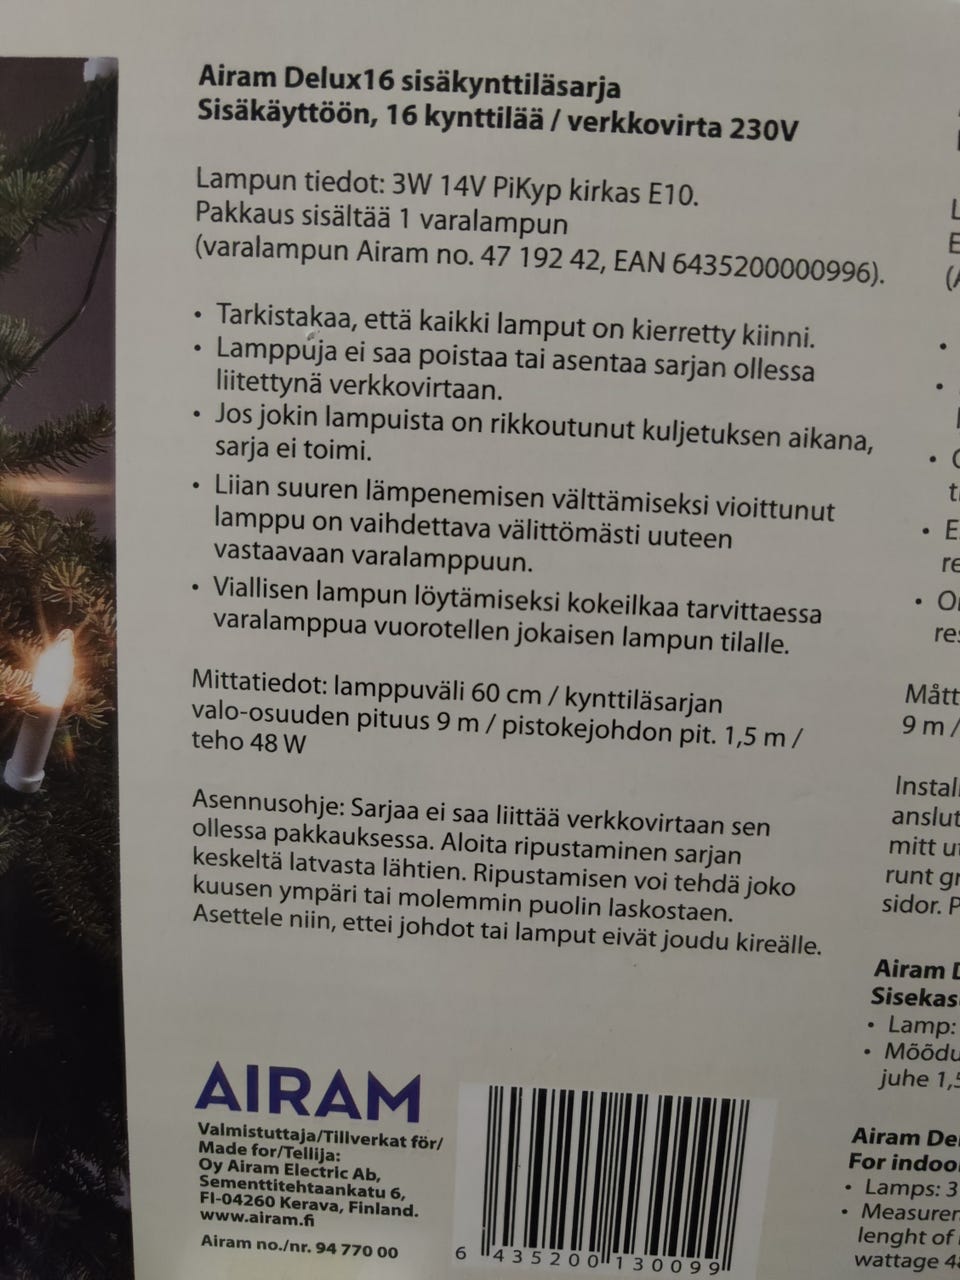 Airam Delux16 sisäkynttiläsarja
Sisäkäyttöön, 16 kynttilää / verkkovirta 230V
Lampun tiedot: 3W 14V PiKyp kirkas E10.
Pakkaus sisältää 1 varalampun
(varalampun Airam no. 47 192 42, EAN 6435200000996).
• Tarkistakaa, että kaikki lamput on kierretty kiinni.
• Lamppuja ei saa poistaa tai asentaa sarjan ollessa
liitettynä verkkovirtaan.
• Jos jokin lampuista on rikkoutunut kuljetuksen aikana,
sarja ei toimi.
• Liian suuren lämpenemisen välttämiseksi vioittunut
lamppu on vaihdettava välittömästi uuteen
vastaavaan varalamppuun.
• Viallisen lampun löytämiseksi kokeilkaa tarvittaessa
varalamppua vuorotellen jokaisen lampun tilalle.
Mittatiedot: lamppuväli 60 cm / kynttiläsarjan
valo-osuuden pituus 9 m / pistokejohdon pit. 1,5 m /
teho 48 W
Asennusohje: Sarjaa ei saa liittää verkkovirtaan sen
ollessa pakkauksessa. Aloita ripustaminen sarjan
keskeltä latvasta lähtien. Ripustamisen voi tehdä joko
kuusen ympäri tai molemmin puolin laskostaen.
Asettele niin, ettei johdot tai lamput eivät joudu kireälle.
AIRAM
Valmistuttaja/Tillverkat för/
Made for/Tellija:
Oy Airam Electric Ab,
Sementtitehtaankatu 6,
FI-04260 Kerava, Finland.
www.airam.fi
Airam no./nr. 94 770 00
6 435200 130099
Mått
9 m /
Instal
anslut
mitt u
runt g
sidor. P
Airam D
Sisekas
• Lamp:
• Mõõdu
juhe 1,5
Airam De
For indoo
• Lamps: 3
• Measurem
lenght of
wattage 48